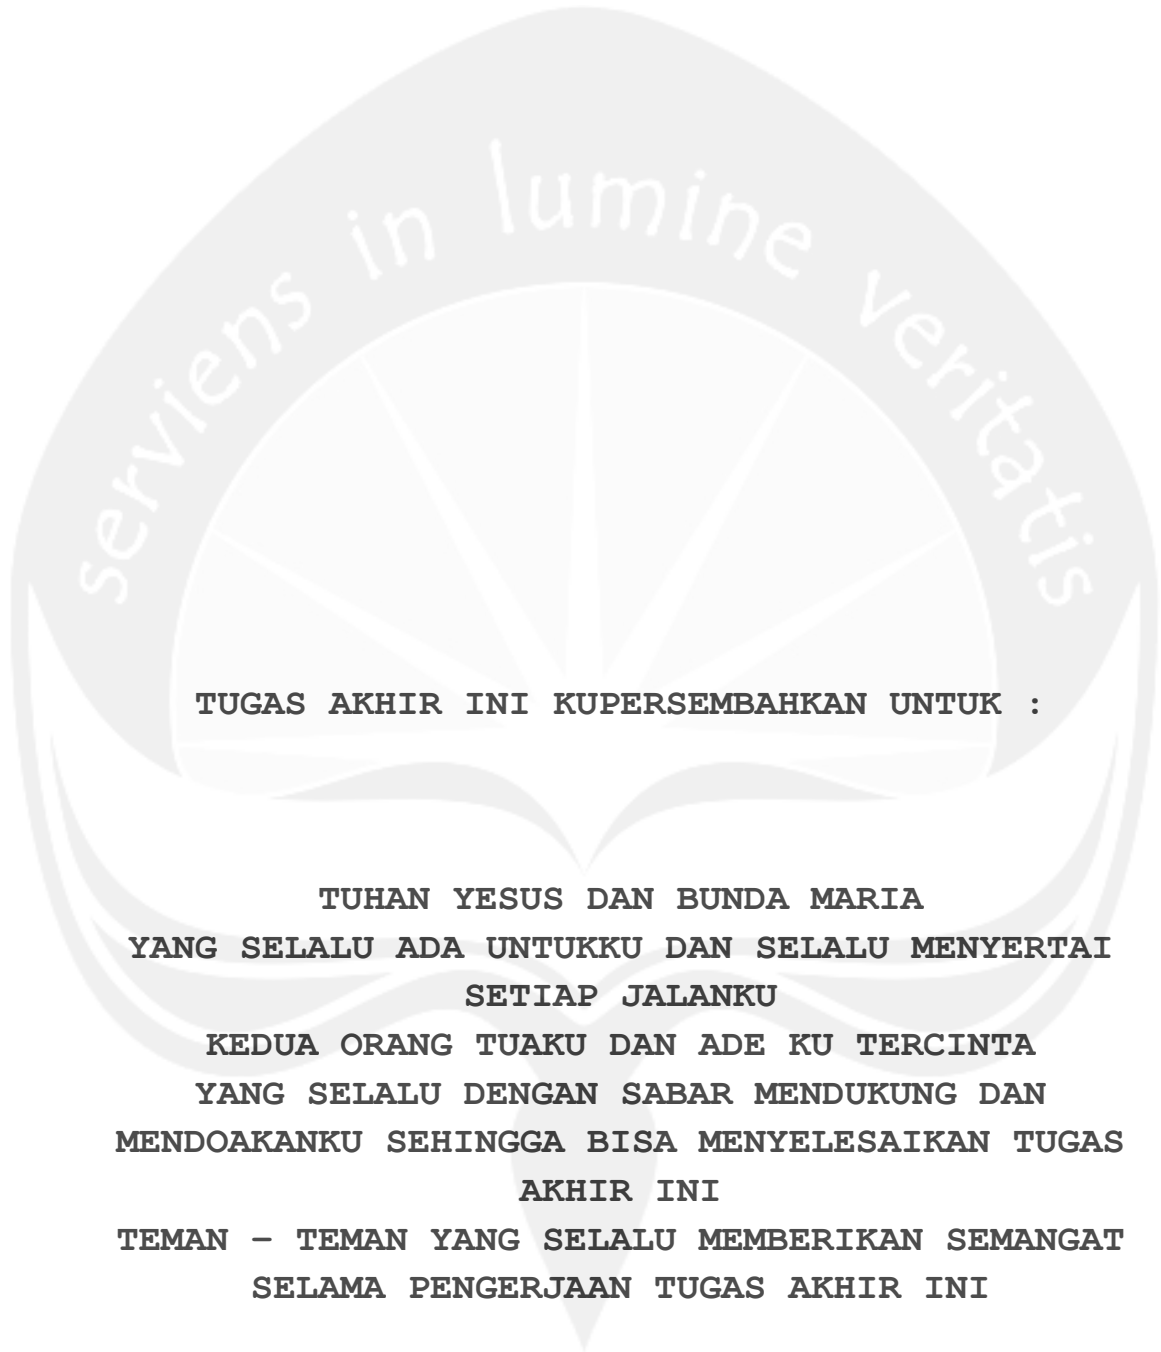 serviens in lumine veritatis
TUGAS AKHIR INI KUPERSEMBAHKAN UNTUK :
TUHAN YESUS DAN BUNDA MARIA
YANG SELALU ADA UNTUKKU DAN SELALU MENYERTAI
SETIAP JALANKU
KEDUA ORANG TUAKU DAN ADE KU TERCINTA
YANG SELALU DENGAN SABAR MENDUKUNG DAN
MENDOAKANKU SEHINGGA BISA MENYELESAIKAN TUGAS
AKHIR INI
TEMAN – TEMAN YANG SELALU MEMBERIKAN SEMANGAT
SELAMA PENGERJAAN TUGAS AKHIR INI